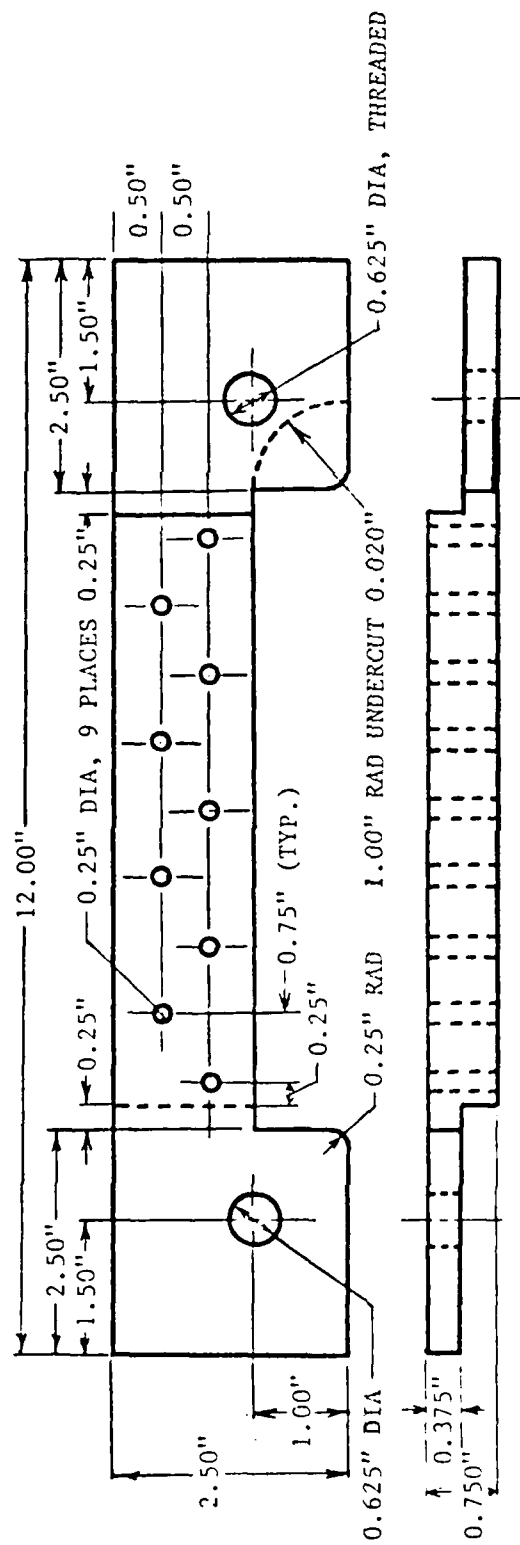 12.00"
2.50"
1.50"
0.25"
0.25" DIA, 9 PLACES
0.25"
2.50"
1.50"
0.50"
0.50"
2.50"
1.00"
0.75" (TYP.)
0.25"
0.625" DIA
0.25" RAD
1.00" RAD UNDERCUT 0.020"
0.625" DIA, THREADED
0.375"
0.750"